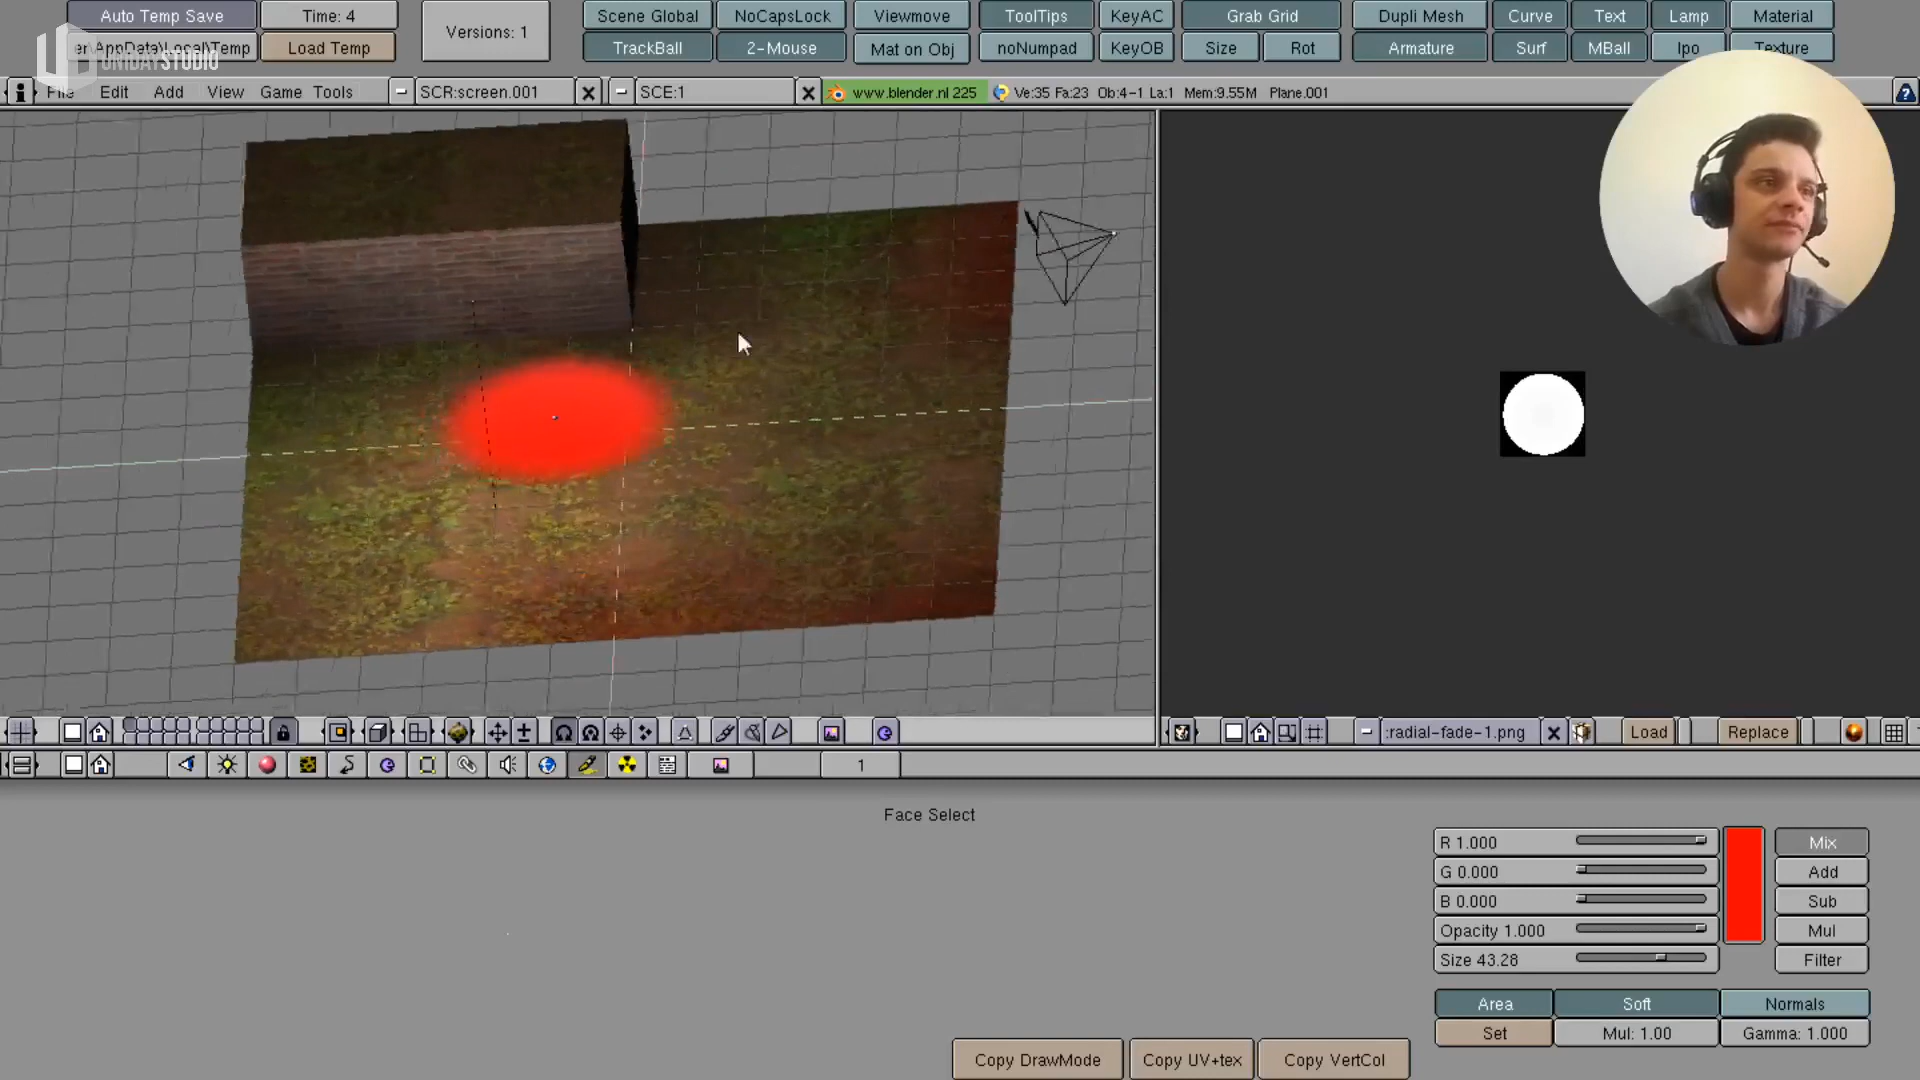 Auto Temp Save
Time: 4
Versions: 1
Scene Global
NoCapsLock
Viewmove
ToolTips
KeyAC
Grab Grid
Dupli Mesh
Curve
Text
Lamp
Material
er\AppData\Local\Temp
Load Temp
TrackBall
2-Mouse
Mat on Obj
noNumpad
KeyOB
Size
Rot
Armature
Surf
MBall
Ipo
Texture
UNIDAYSTUDIO
File
Edit
Add
View
Game
Tools
SCR:screen.001
SCE:1
www.blender.nl 225
Ve:35 Fa:23 Ob:4-1 La:1 Mem:9.55M Plane.001
:radial-fade-1.png
Load
Replace
1
Face Select
R 1.000
Mix
G 0.000
Add
B 0.000
Sub
Opacity 1.000
Mul
Size 43.28
Filter
Area
Soft
Normals
Set
Mul: 1.00
Gamma: 1.000
Copy DrawMode
Copy UV+tex
Copy VertCol